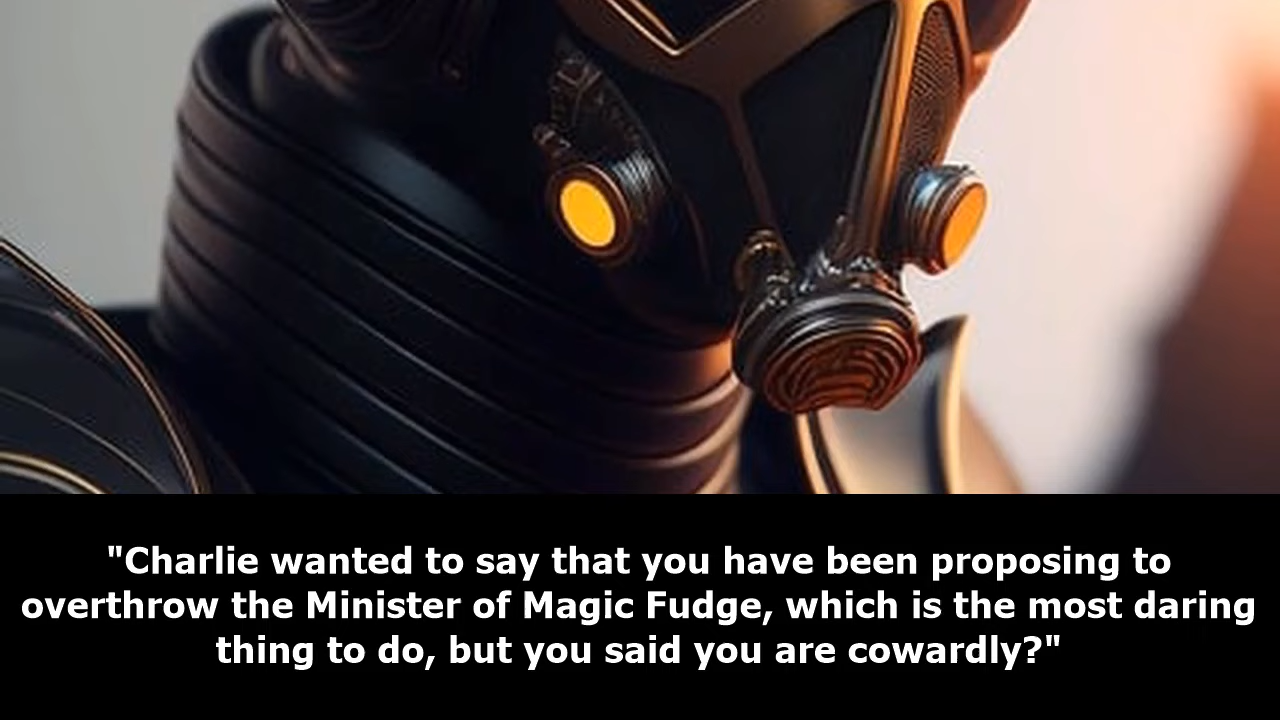 "Charlie wanted to say that you have been proposing to
overthrow the Minister of Magic Fudge, which is the most daring
thing to do, but you said you are cowardly?"